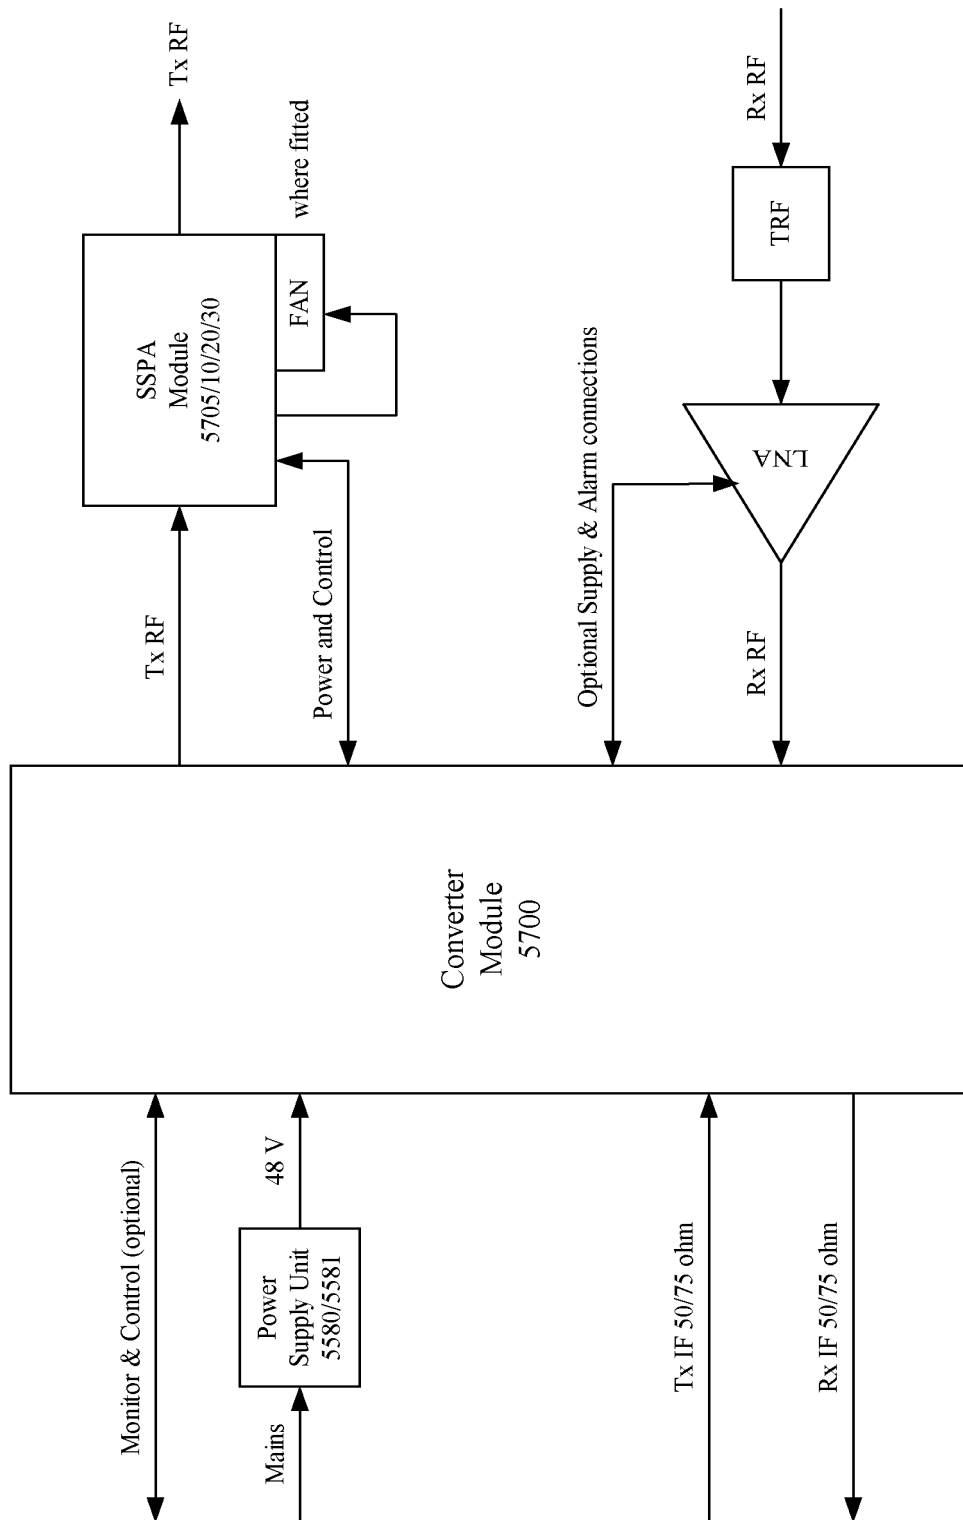 Monitor & Control (optional)
Mains
Power
Supply Unit
5580/5581
48 V
Tx IF 50/75 ohm
Rx IF 50/75 ohm
Converter
Module
5700
Tx RF
Power and Control
SSPA
Module
5705/10/20/30
FAN
where fitted
Tx RF
Optional Supply & Alarm connections
Rx RF
LNA
TRF
Rx RF